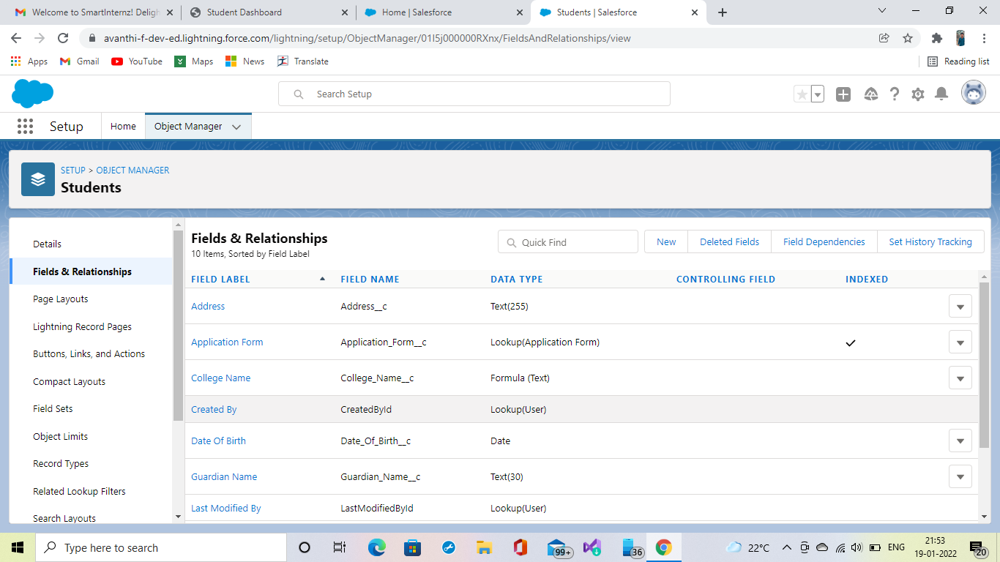 Welcome to SmartInternz! Deligh
Student Dashboard
Home | Salesforce
Students | Salesforce
avanthi-f-dev-ed.lightning.force.com/lightning/setup/ObjectManager/01I5j000000RXnx/FieldsAndRelationships/view
Apps
Gmail
YouTube
Maps
News
Translate
Reading list
Search Setup
Setup
Home
Object Manager
SETUP > OBJECT MANAGER
Students
Details
Fields & Relationships
Page Layouts
Lightning Record Pages
Buttons, Links, and Actions
Compact Layouts
Field Sets
Object Limits
Record Types
Related Lookup Filters
Search Layouts
Fields & Relationships
10 Items, Sorted by Field Label
Quick Find
New
Deleted Fields
Field Dependencies
Set History Tracking
FIELD LABEL FIELD NAME DATA TYPE CONTROLLING FIELD INDEXED
Address Address__c Text(255)
Application Form Application_Form__c Lookup(Application Form)
College Name College_Name__c Formula (Text)
Created By CreatedById Lookup(User)
Date Of Birth Date_Of_Birth__c Date
Guardian Name Guardian_Name__c Text(30)
Last Modified By LastModifiedById Lookup(User)
Type here to search
99+
36
22°C
ENG
21:53
19-01-2022
20